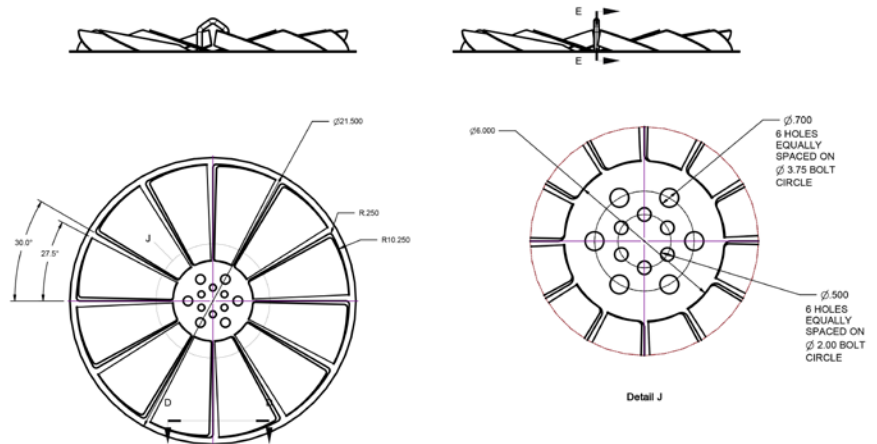 E
E
Ø21.500
30.0°
27.5°
J
R.250
R10.250
D
D
Ø6.000
Ø.700
6 HOLES
EQUALLY
SPACED ON
Ø 3.75 BOLT
CIRCLE
Ø.500
6 HOLES
EQUALLY
SPACED ON
Ø 2.00 BOLT
CIRCLE
Detail J